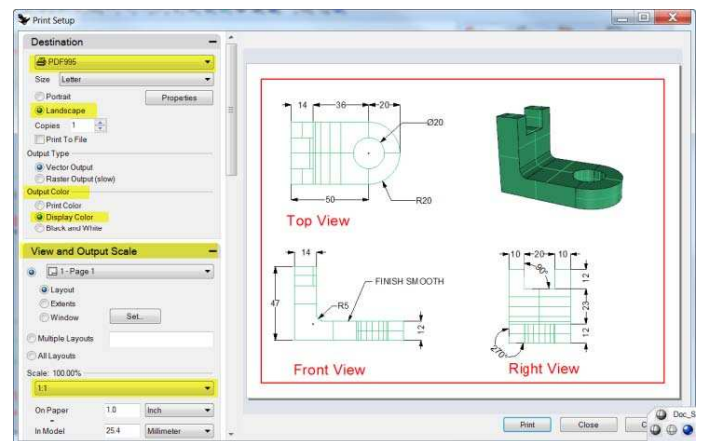 Print Setup
Destination
PDF995
Size Letter
Portrait Properties
Landscape
Copies 1
Print To File
Output Type
Vector Output
Raster Output (slow)
Output Color
Print Color
Display Color
Black and White
View and Output Scale
1 - Page 1
Layout
Extents
Window Set...
Multiple Layouts
All Layouts
Scale: 100.00%
1:1
On Paper 1.0 Inch
In Model 25.4 Millimeter
14 36 20
Ø20
50
R20
Top View
14
47
FINISH SMOOTH
R5
12
Front View
10 20 10
90°
12
23
12
270°
Right View
Print Close C
Doc_S